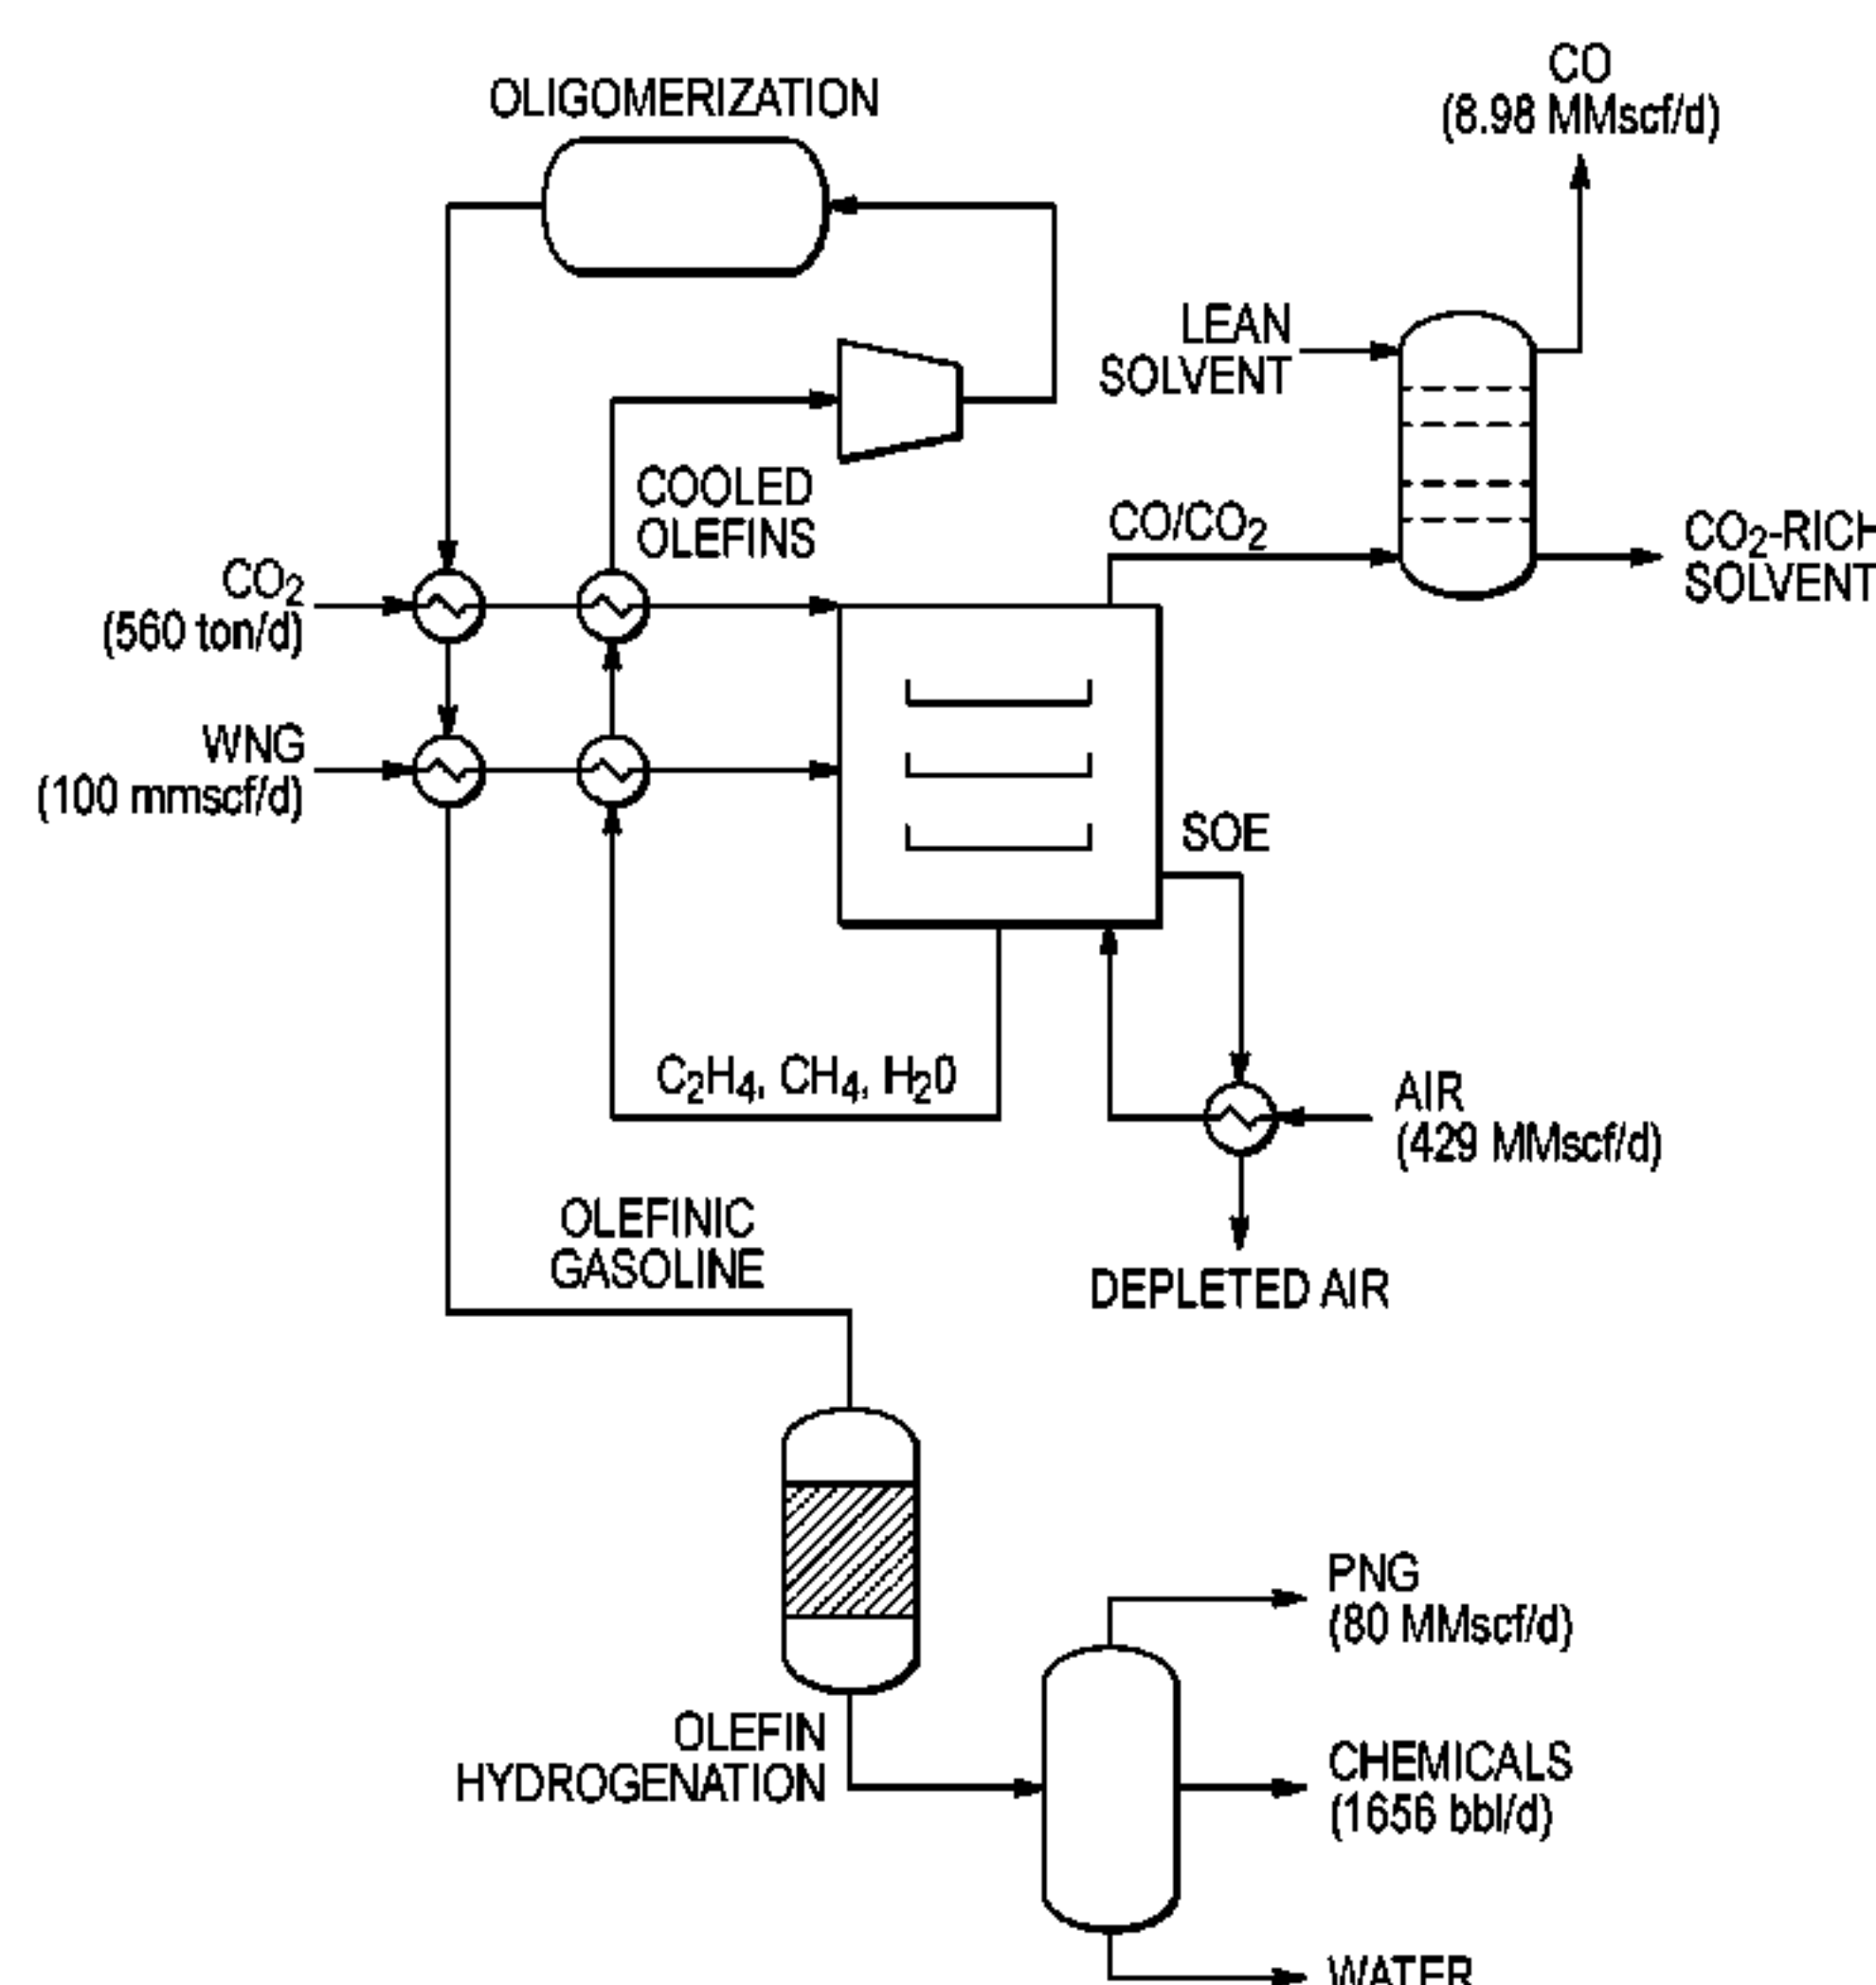 OLIGOMERIZATION
CO
(8.98 MMscf/d)
LEAN
SOLVENT
COOLED
OLEFINS
CO/CO2
CO2-RICH
SOLVENT
CO2
(560 ton/d)
WNG
(100 mmscf/d)
SOE
C2H4, CH4, H20
AIR
(429 MMscf/d)
OLEFINIC
GASOLINE
DEPLETED AIR
PNG
(80 MMscf/d)
OLEFIN
HYDROGENATION
CHEMICALS
(1656 bbl/d)
WATER